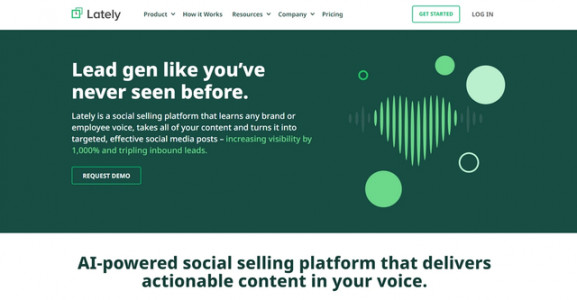 Lately
Product How it Works Resources Company Pricing GET STARTED LOG IN
Lead gen like you've
never seen before.
Lately is a social selling platform that learns any brand or
employee voice, takes all of your content and turns it into
targeted, effective social media posts – increasing visibility by
1,000% and tripling inbound leads.
REQUEST DEMO
AI-powered social selling platform that delivers
actionable content in your voice.